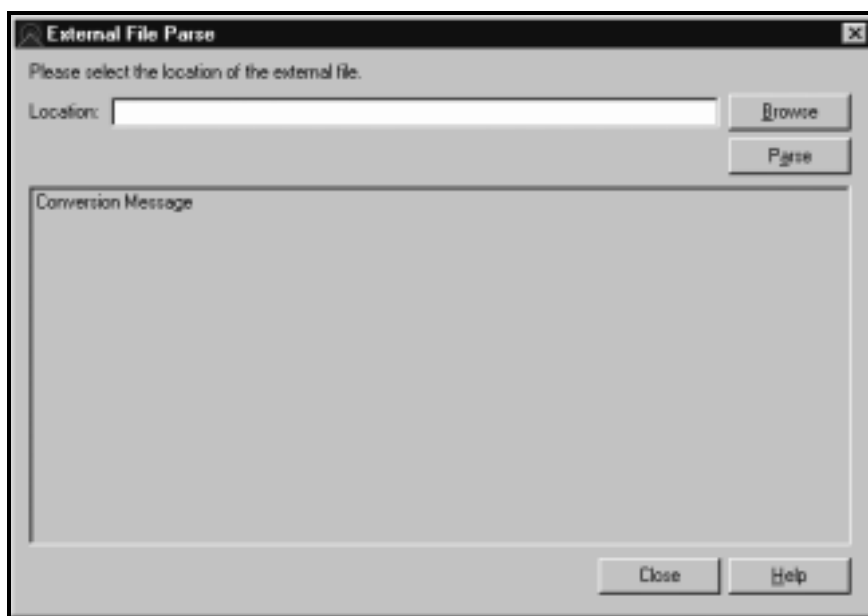 External File Parse
Please select the location of the external file.
Location:
Browse
Parse
Conversion Message
Close
Help